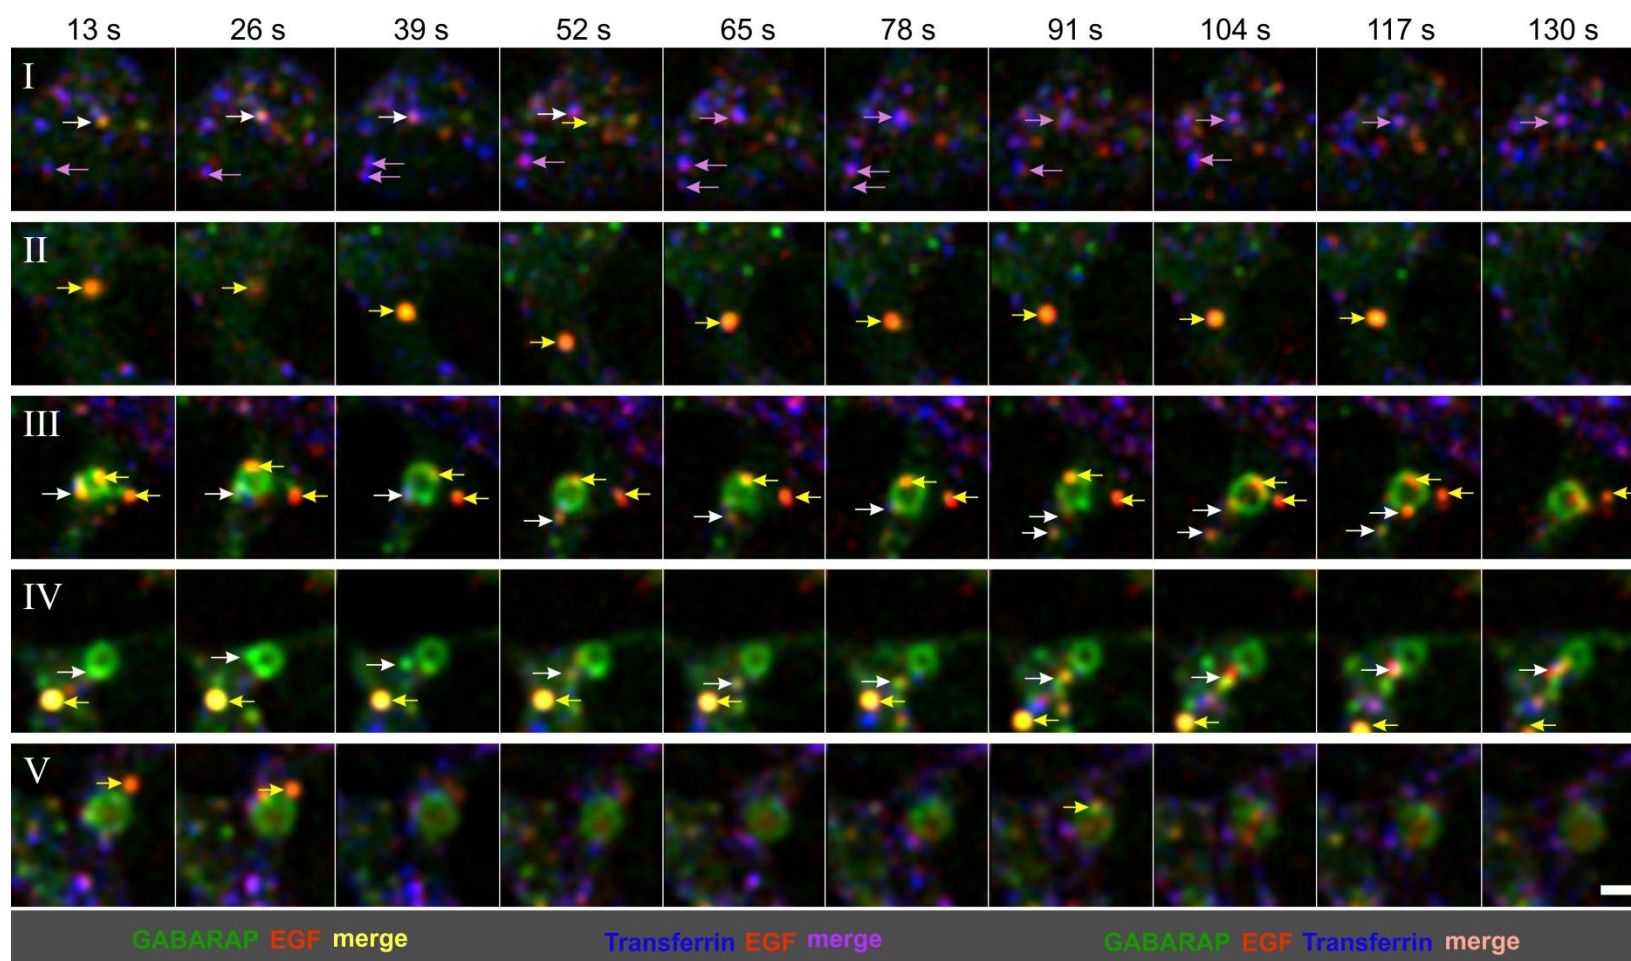 13 s 26 s 39 s 52 s 65 s 78 s 91 s 104 s 117 s 130 s
I
II
III
IV
V
GABARAP EGF merge Transferrin EGF merge GABARAP EGF Transferrin merge